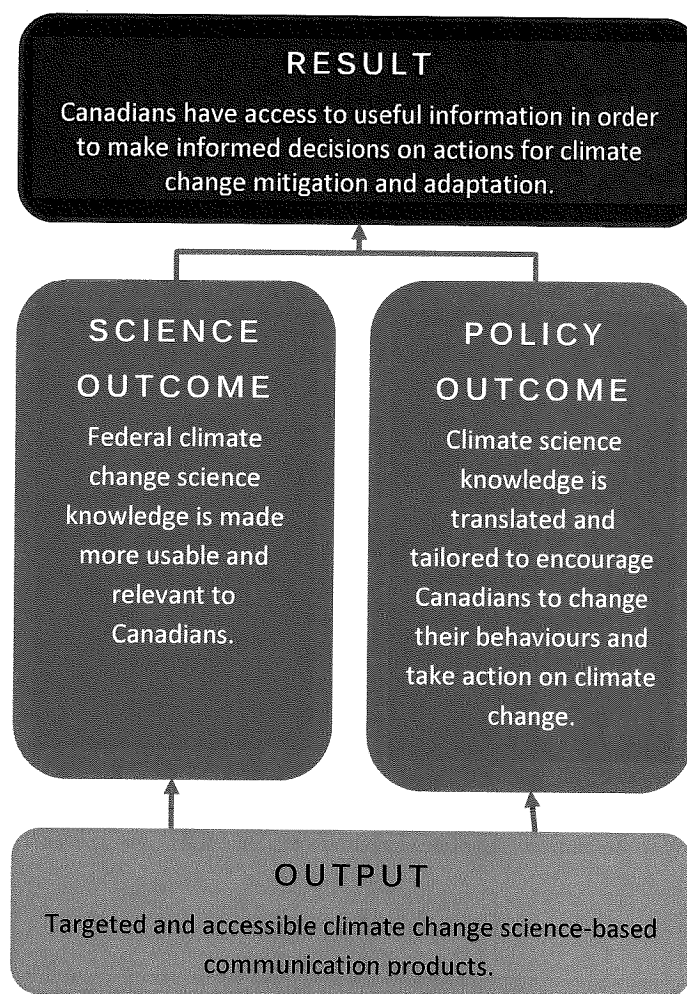 RESULT
Canadians have access to useful information in order
to make informed decisions on actions for climate
change mitigation and adaptation.
SCIENCE
OUTCOME
Federal climate
change science
knowledge is made
more usable and
relevant to
Canadians.
POLICY
OUTCOME
Climate science
knowledge is
translated and
tailored to encourage
Canadians to change
their behaviours and
take action on climate
change.
OUTPUT
Targeted and accessible climate change science-based
communication products.